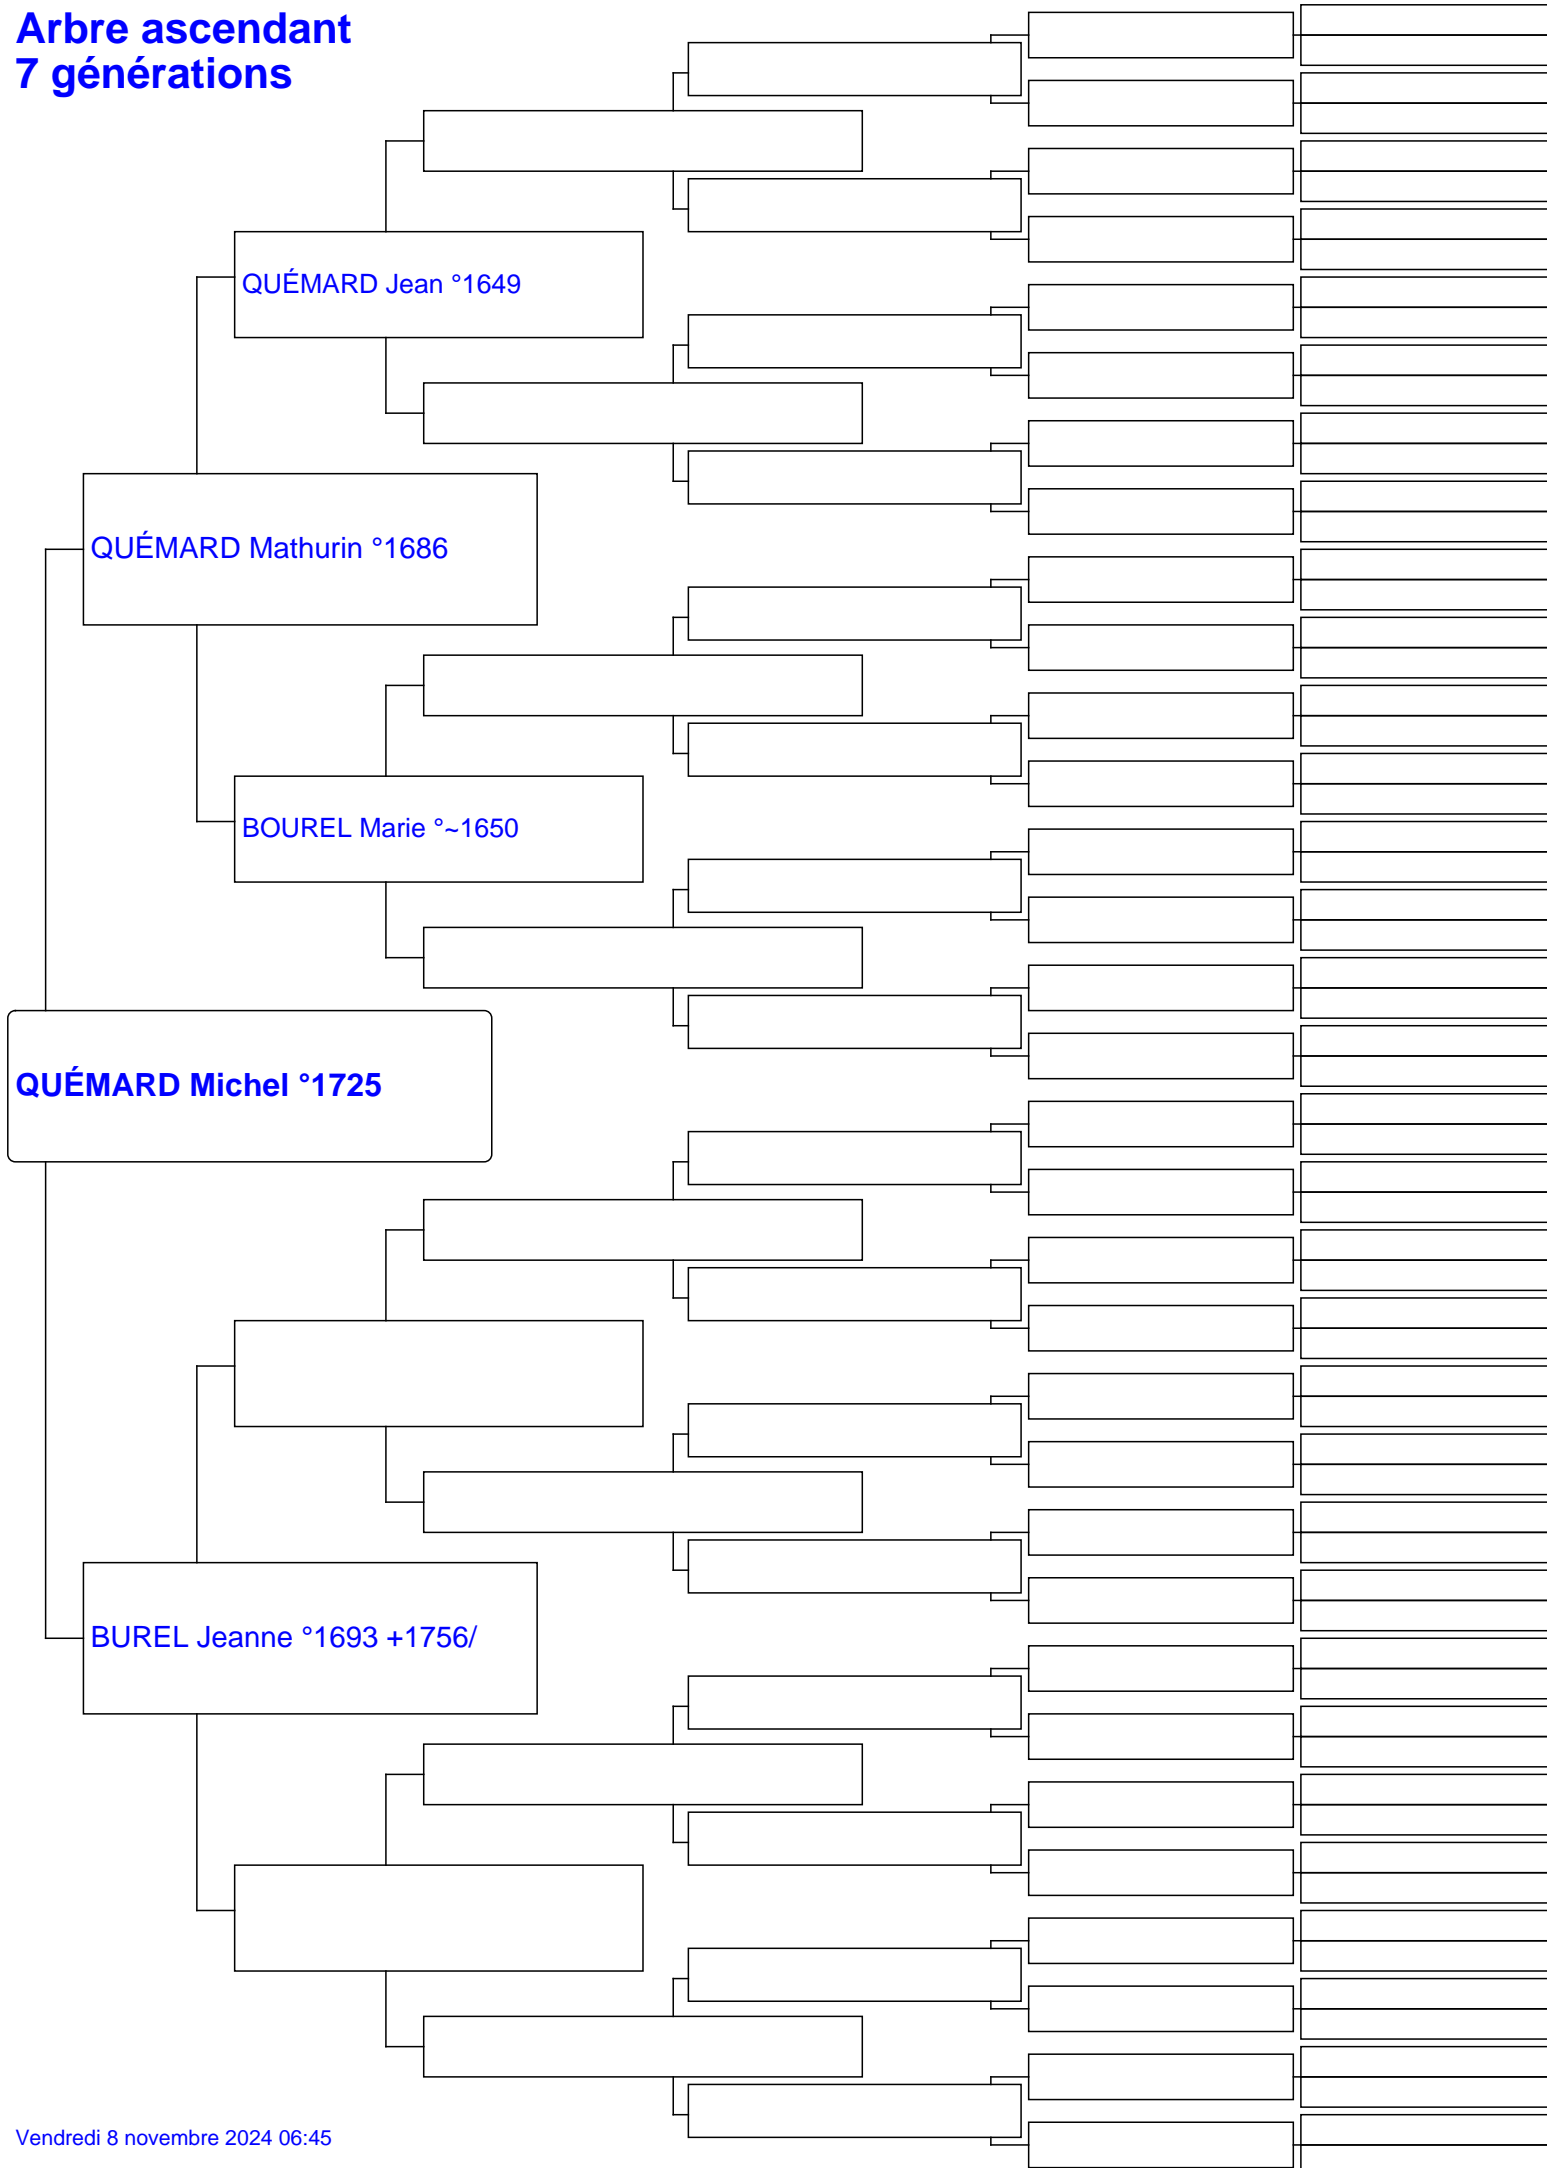 Arbre ascendant
7 générations
QUÉMARD Jean °1649
QUÉMARD Mathurin °1686
BOUREL Marie °~1650
QUÉMARD Michel °1725
BUREL Jeanne °1693 +1756/
Vendredi 8 novembre 2024 06:45